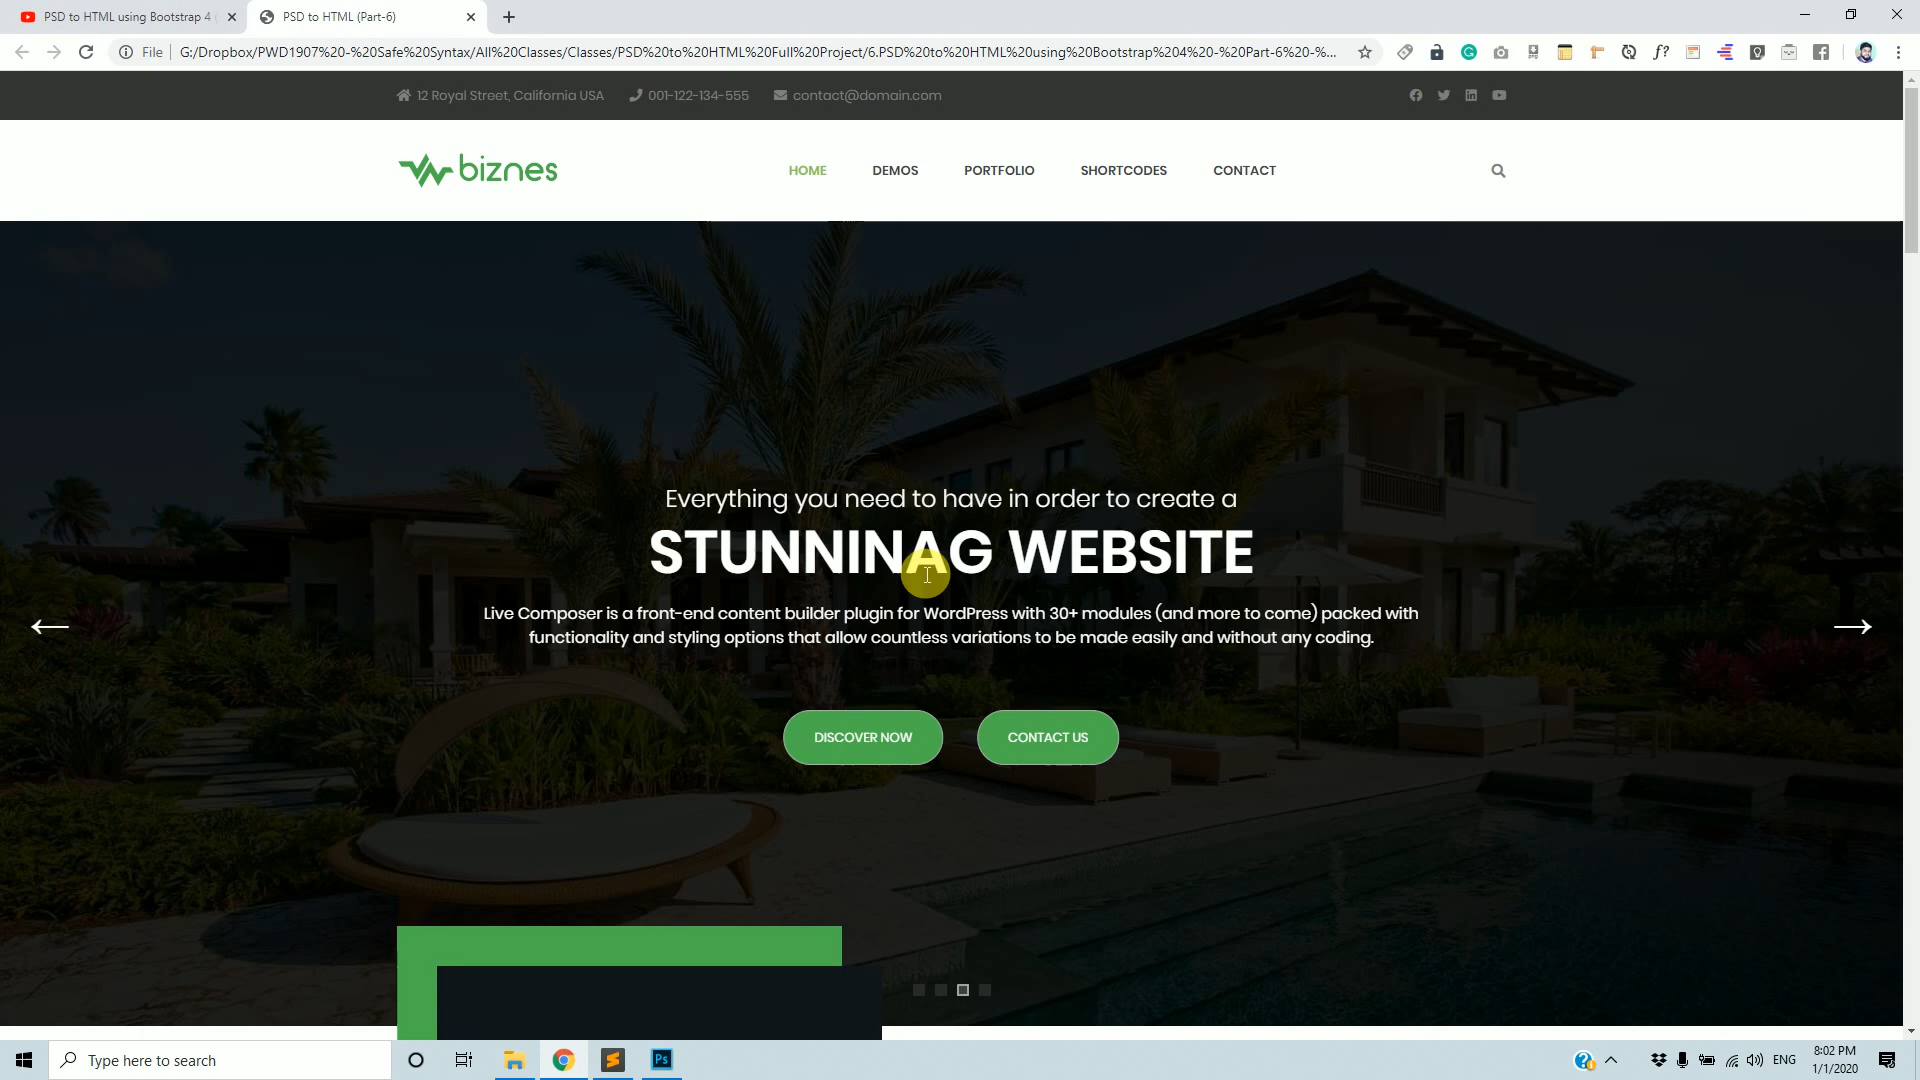 PSD to HTML using Bootstrap 4
PSD to HTML (Part-6)
File
G:/Dropbox/PWD1907%20-%20Safe%20Syntax/All%20Classes/Classes/PSD%20to%20HTML%20Full%20Project/6.PSD%20to%20HTML%20using%20Bootstrap%204%20-%20Part-6%20-%...
12 Royal Street, California USA
001-122-134-555
contact@domain.com
biznes
HOME
DEMOS
PORTFOLIO
SHORTCODES
CONTACT
Everything you need to have in order to create a
STUNNINAG WEBSITE
Live Composer is a front-end content builder plugin for WordPress with 30+ modules (and more to come) packed with
functionality and styling options that allow countless variations to be made easily and without any coding.
DISCOVER NOW
CONTACT US
Type here to search
Ps
ENG
8:02 PM
1/1/2020